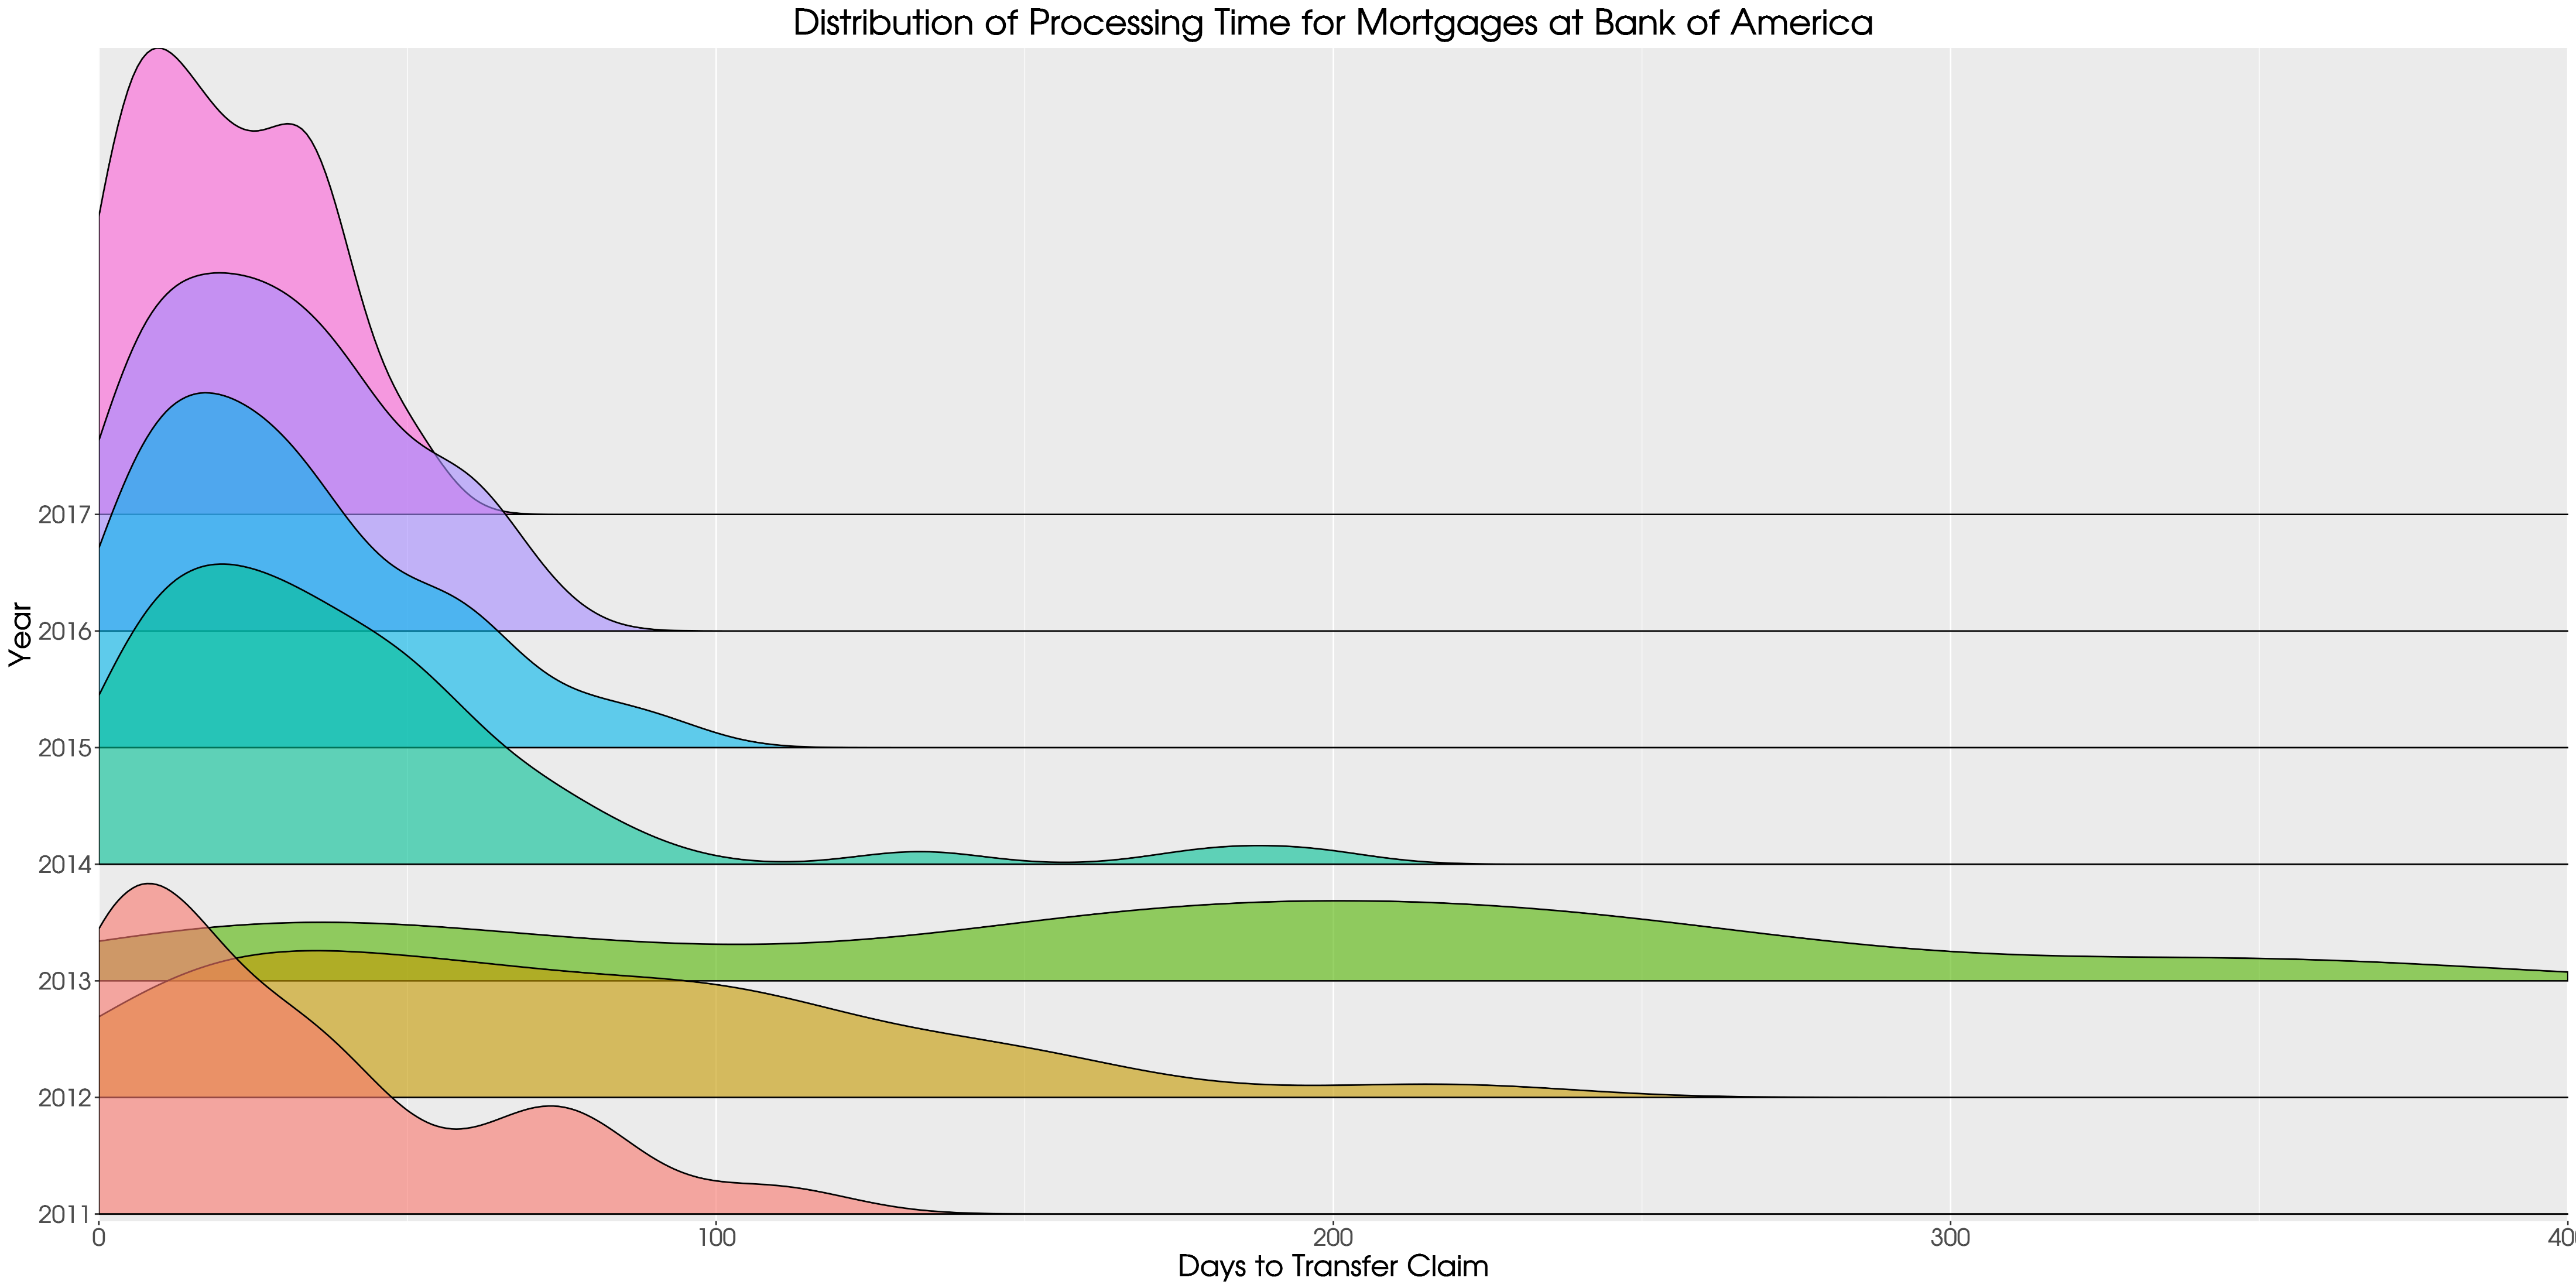 Distribution of Processing Time for Mortgages at Bank of America
Year
2017
2016
2015
2014
2013
2012
2011
0 100 200 300 40
Days to Transfer Claim